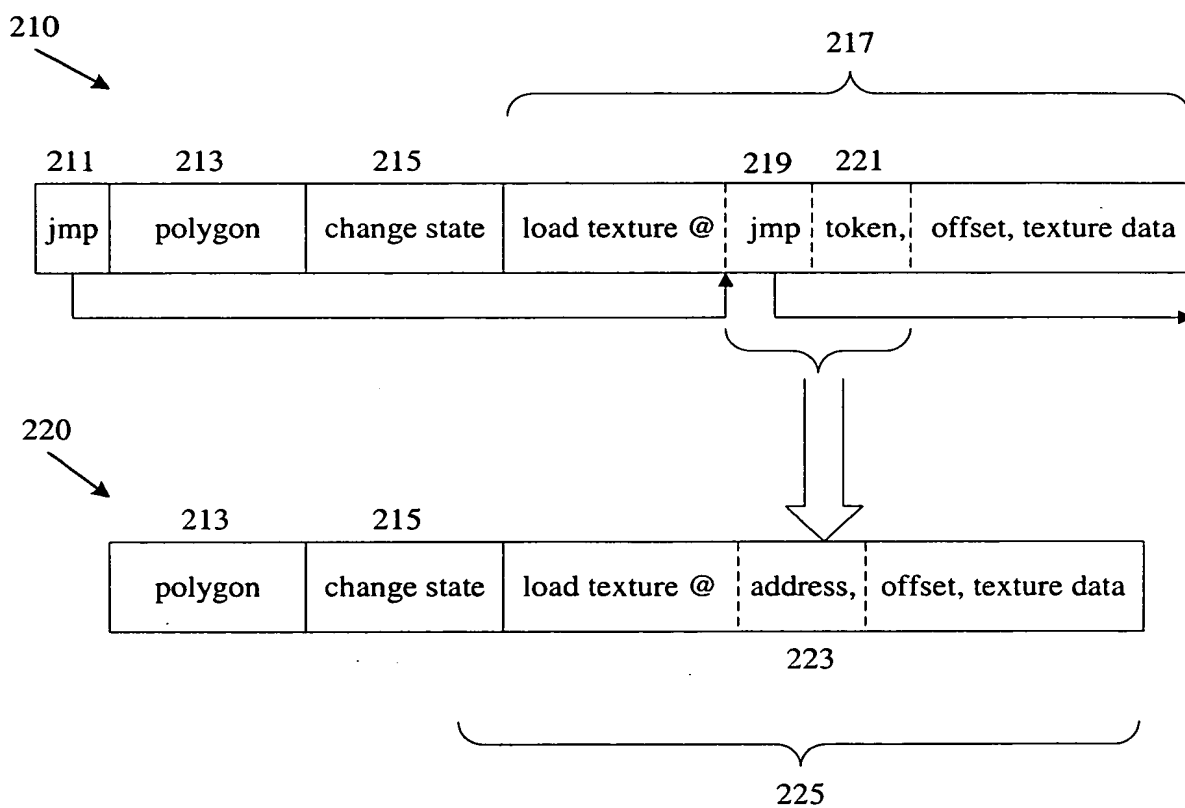 210
217
211 213 215 219 221
jmp polygon change state load texture @ jmp token, offset, texture data
220
213 215
polygon change state load texture @ address, offset, texture data
223
225